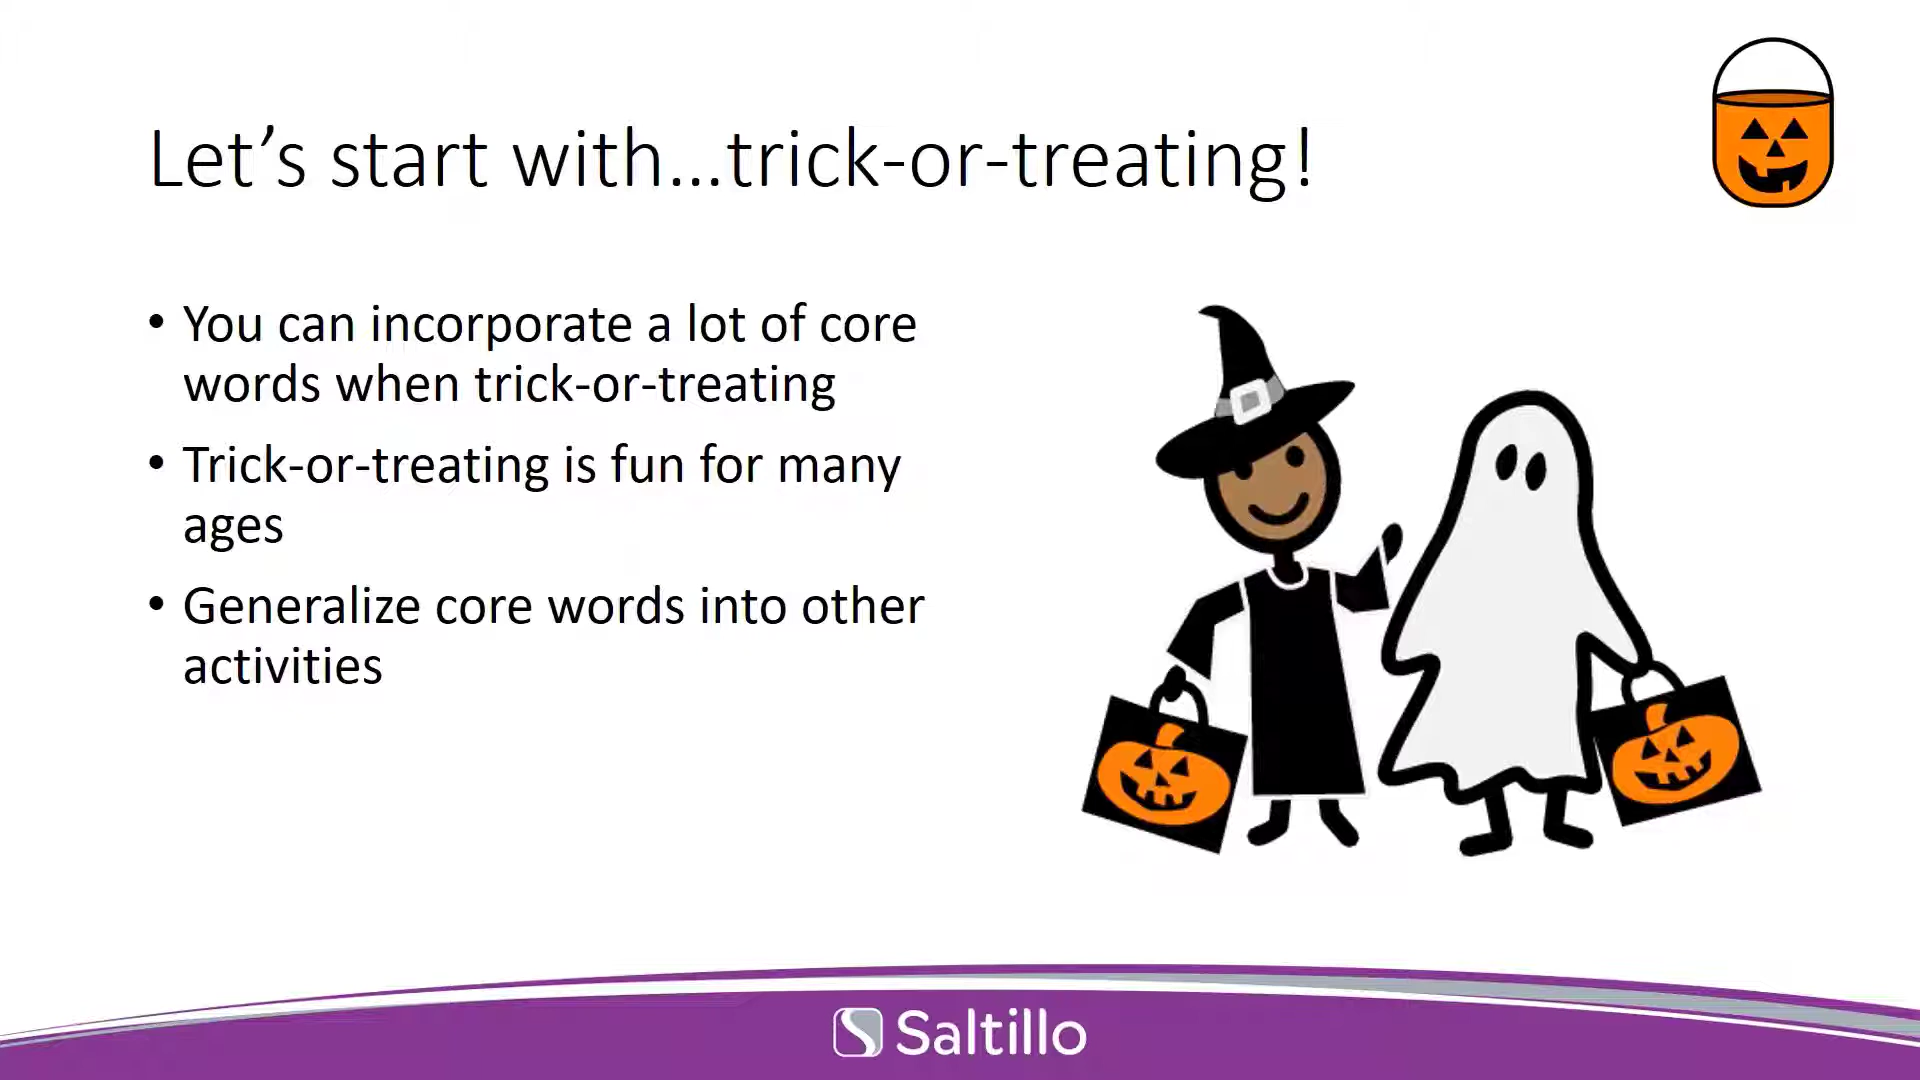 Let’s start with...trick-or-treating!
• You can incorporate a lot of core
words when trick-or-treating
• Trick-or-treating is fun for many
ages
• Generalize core words into other
activities
Saltillo